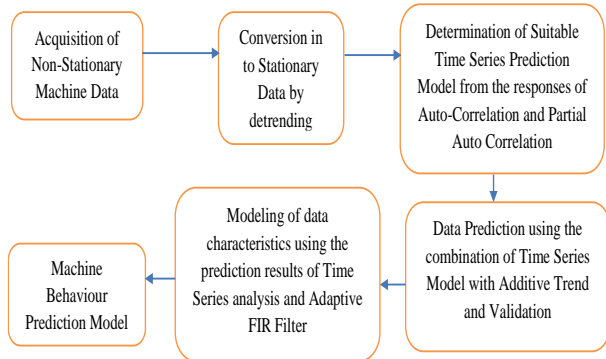 Acquisition of
Non-Stationary
Machine Data
Conversion in
to Stationary
Data by
detrending
Determination of Suitable
Time Series Prediction
Model from the responses of
Auto-Correlation and Partial
Auto Correlation
Data Prediction using the
combination of Time Series
Model with Additive Trend
and Validation
Modeling of data
characteristics using the
prediction results of Time
Series analysis and Adaptive
FIR Filter
Machine
Behaviour
Prediction Model